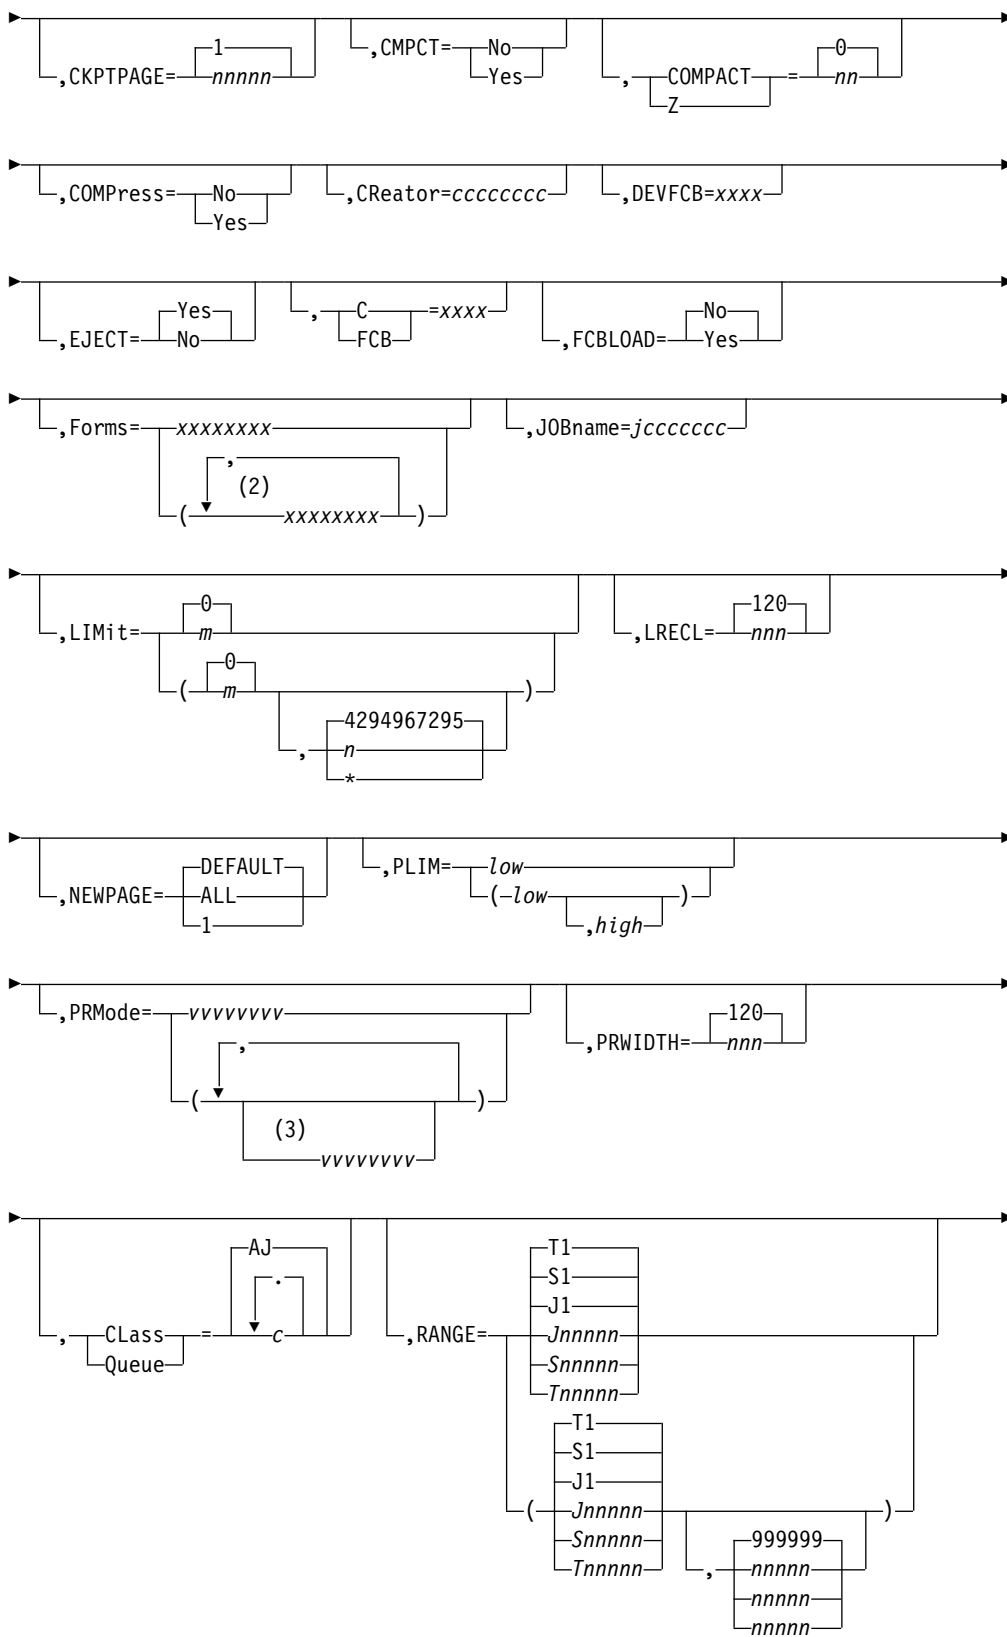 1
,CKPTPAGE= nnnnn ,CMPCT= No , COMPACT = 0
Yes Z nn
,COMPress= No ,CReator=cccccccc ,DEVFCB=xxxx
Yes
Yes
,EJECT= No , C =xxxx ,FCBLOAD= No
FCB Yes
,Forms= xxxxxxxx ,JOBname=jccccccc
,
(2)
( xxxxxxxx )
0
,LIMit= m ,LRECL= 120
nnn
0
( m )
4294967295
, n
*
DEFAULT
,NEWPAGE= ALL ,PLIM= low
1 ( low )
,high
,PRMode= vvvvvvvv ,PRWIDTH= 120
nnn
,
( )
(3)
vvvvvvvv
AJ
.
, CLass = c
Queue
T1
S1
J1
,RANGE= Jnnnnn
Snnnnn
Tnnnnn
T1
S1
J1
( Jnnnnn )
Snnnnn
Tnnnnn
999999
, nnnnn
nnnnn
nnnnn